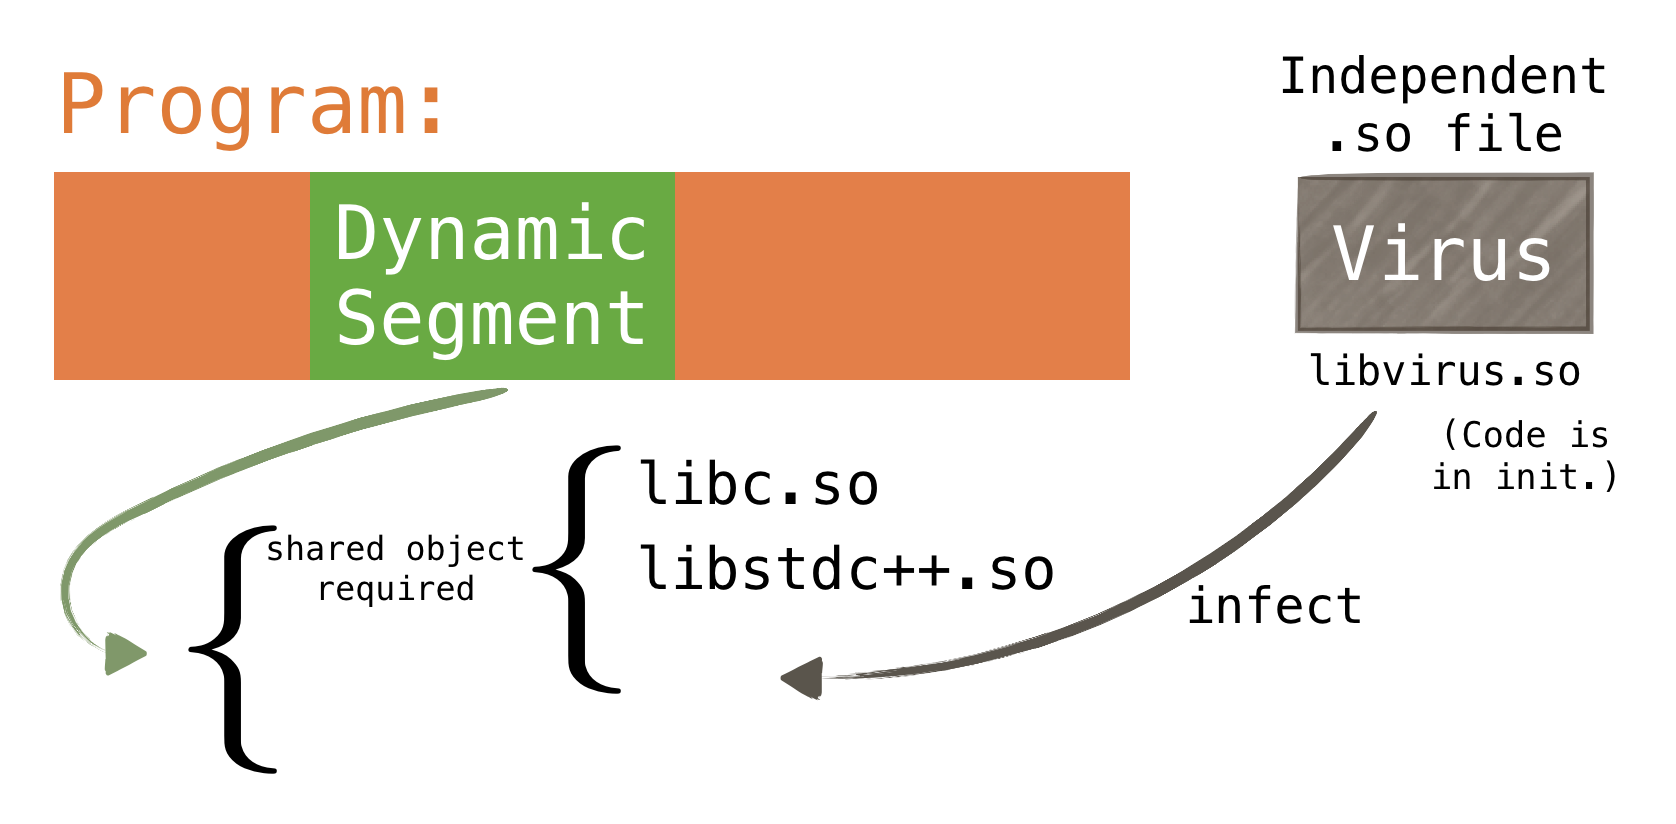 Program:
Dynamic
Segment
Independent
.so file
Virus
libvirus.so
(Code is
in init.)
shared object
required
libc.so
libstdc++.so
infect